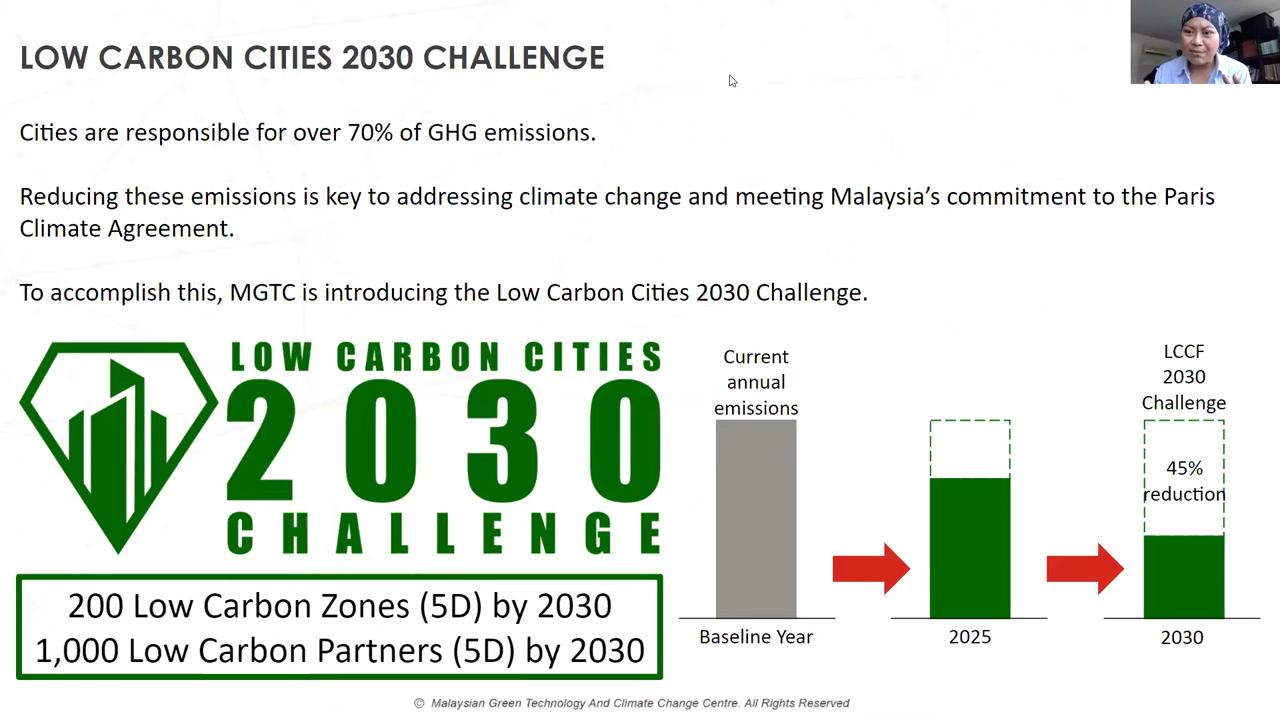 LOW CARBON CITIES 2030 CHALLENGE
Cities are responsible for over 70% of GHG emissions.
Reducing these emissions is key to addressing climate change and meeting Malaysia’s commitment to the Paris
Climate Agreement.
To accomplish this, MGTC is introducing the Low Carbon Cities 2030 Challenge.
LOW CARBON CITIES
2030
CHALLENGE
200 Low Carbon Zones (5D) by 2030
1,000 Low Carbon Partners (5D) by 2030
Current
annual
emissions
Baseline Year
2025
LCCF
2030
Challenge
45%
reduction
2030
© Malaysian Green Technology And Climate Change Centre. All Rights Reserved